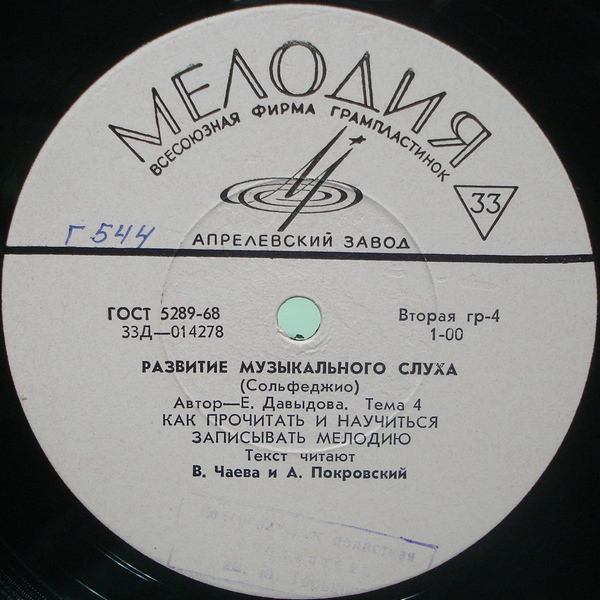 МЕЛОДИЯ
ВСЕСОЮЗНАЯ ФИРМА ГРАМПЛАСТИНОК
33
Г 544
АПРЕЛЕВСКИЙ ЗАВОД
ГОСТ 5289-68
33Д—014278
Вторая гр-4
1-00
РАЗВИТИЕ МУЗЫКАЛЬНОГО СЛУХА
(Сольфеджио)
Автор—Е. Давыдова. Тема 4
КАК ПРОЧИТАТЬ И НАУЧИТЬСЯ
ЗАПИСЫВАТЬ МЕЛОДИЮ
Текст читают
В. Чаева и А. Покровский